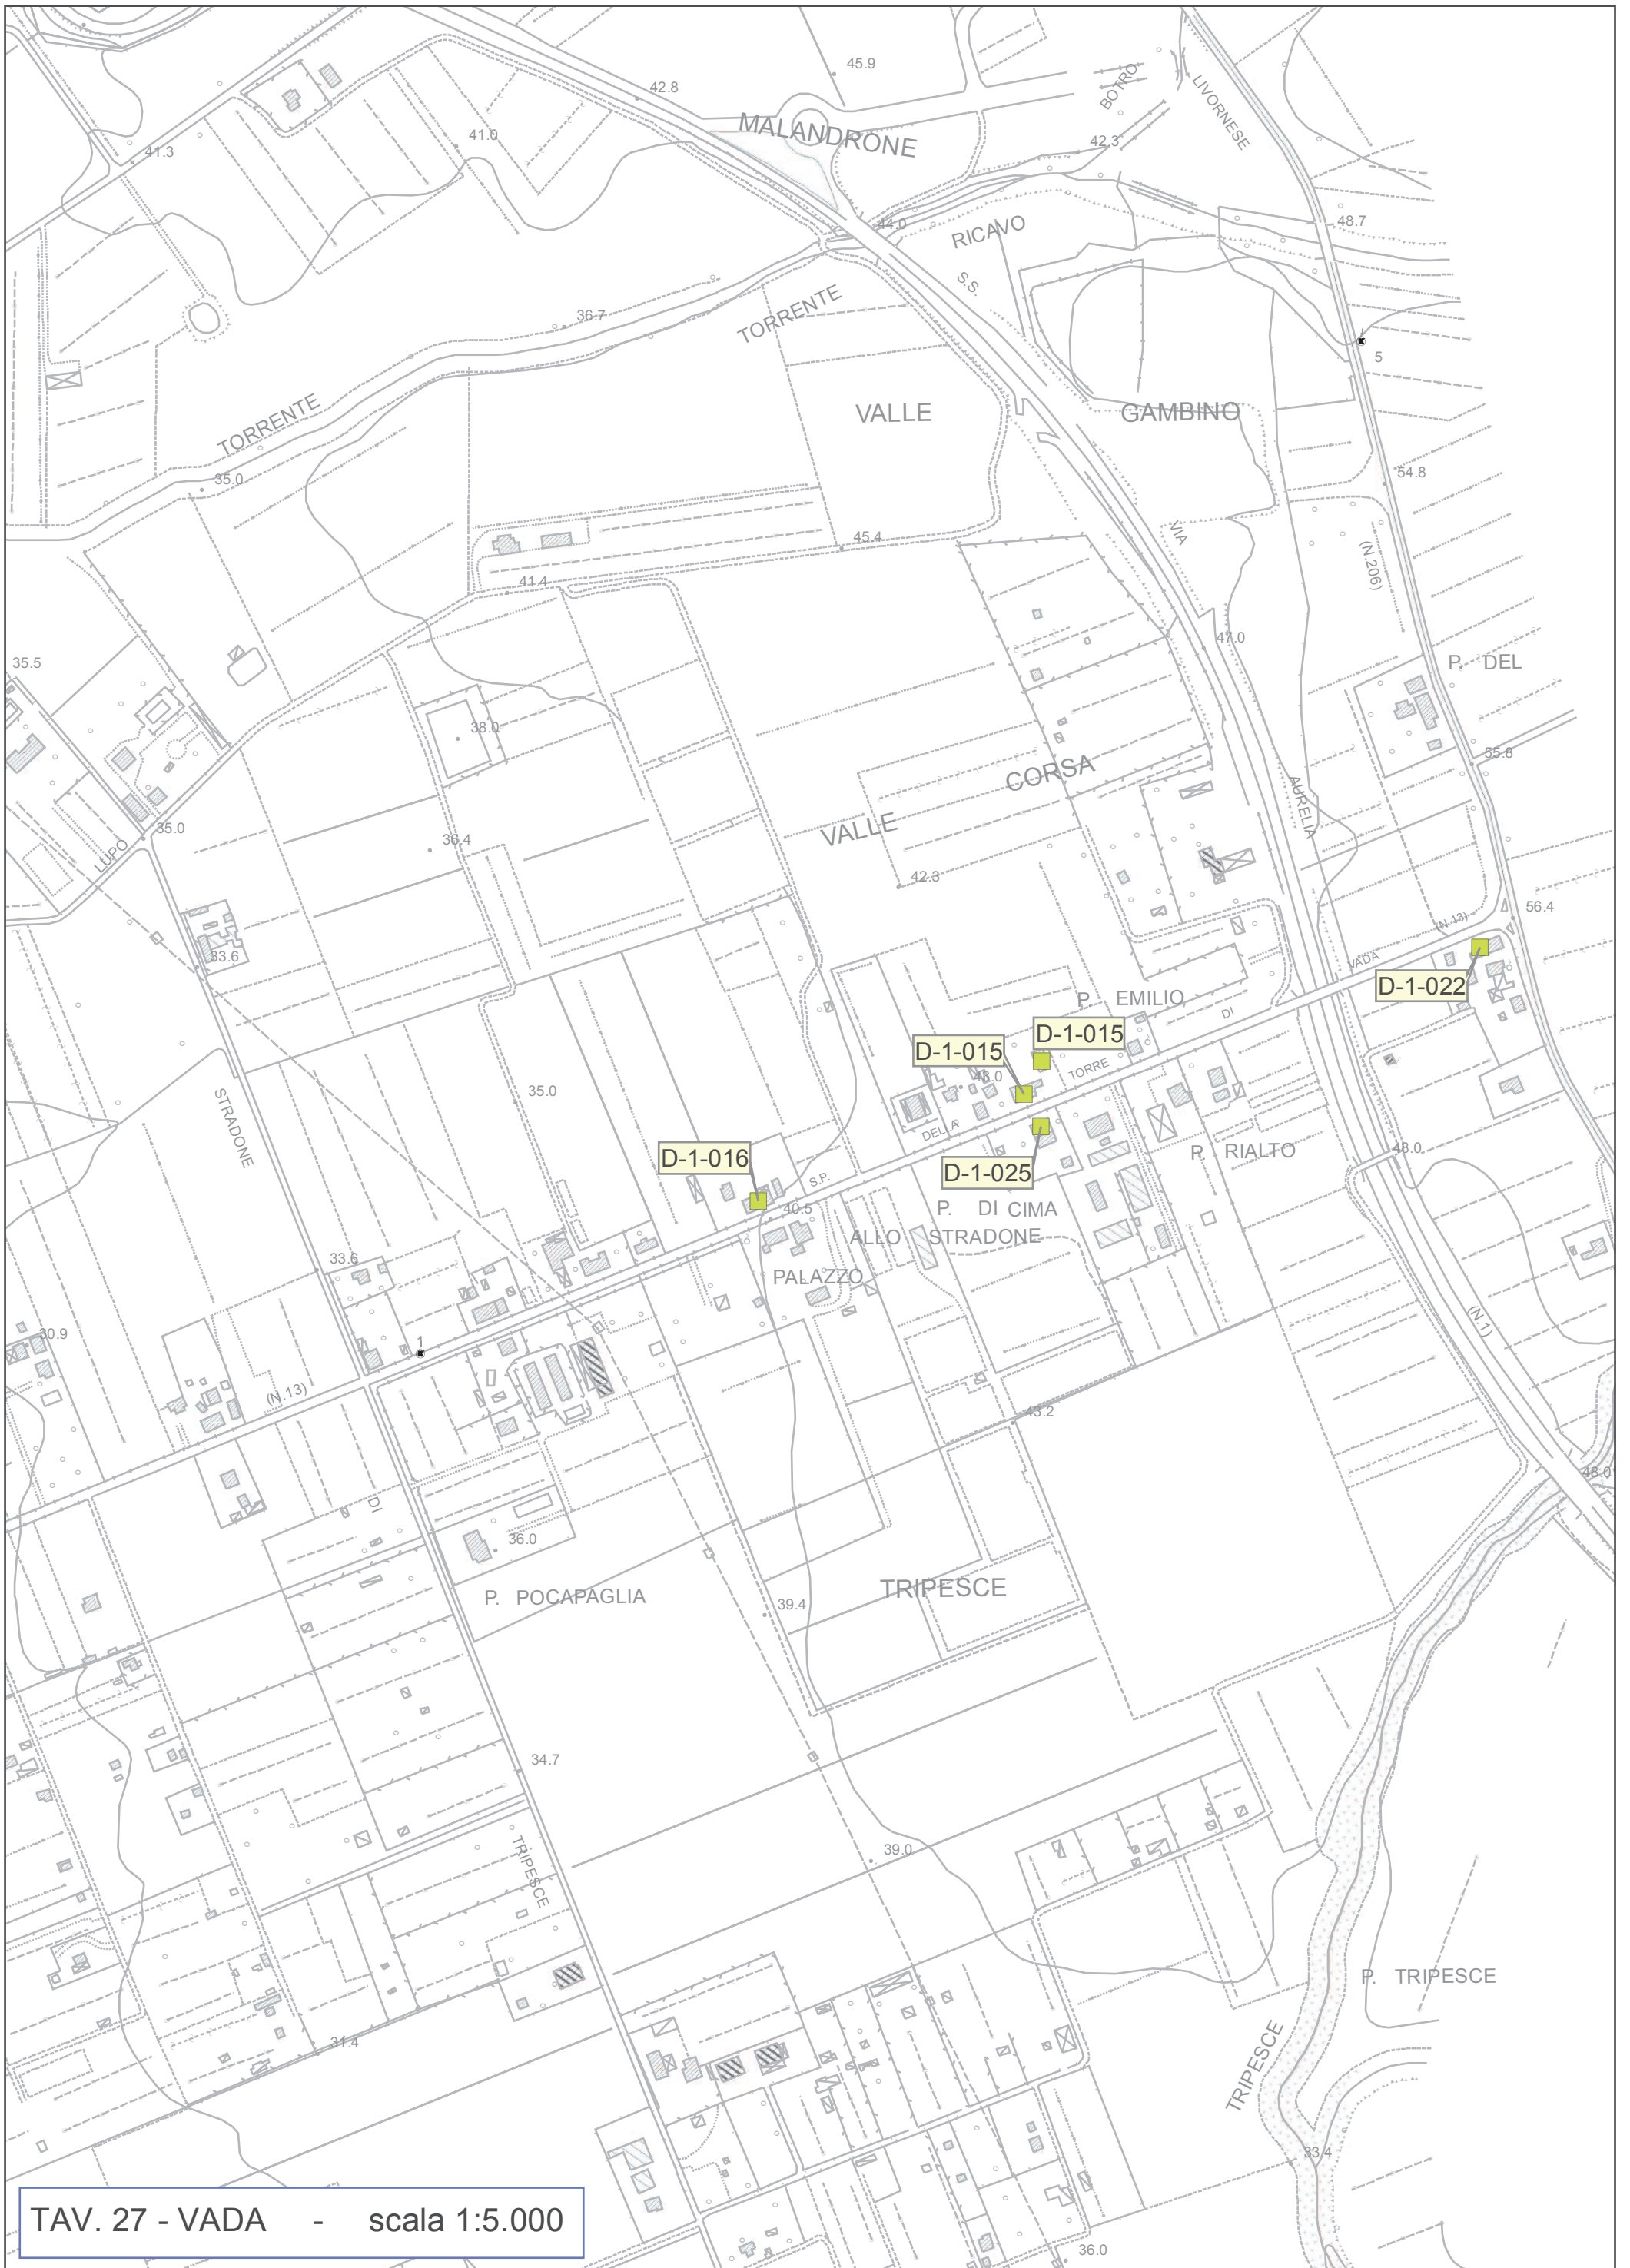 45.9
42.8
BOTRO
LIVORNESE
MALANDRONE
41.0
42.3
41.3
48.7
44.0
RICAVO
S.S.
36.7
TORRENTE
5
VALLE
GAMBINO
TORRENTE
54.8
35.0
VIA
45.4
(N.206)
41.4
47.0
35.5
P. DEL
38.0
55.8
CORSA
AURELIA
35.0
VALLE
36.4
LUPO
42.3
56.4
(N.13)
33.6
VADA
D-1-022
P. EMILIO
DI
D-1-015
D-1-015
TORRE
43.0
35.0
STRADONE
DELLA
D-1-016
P. RIALTO
48.0
D-1-025
S.P.
40.5
P. DI CIMA
ALLO STRADONE
33.6
PALAZZO
(N.1)
30.9
1
(N.13)
43.2
48.0
DI
36.0
P. POCAPAGLIA
TRIPESCE
39.4
34.7
TRIPESCE
39.0
P. TRIPESCE
31.4
TRIPESCE
33.4
TAV. 27 - VADA - scala 1:5.000
36.0